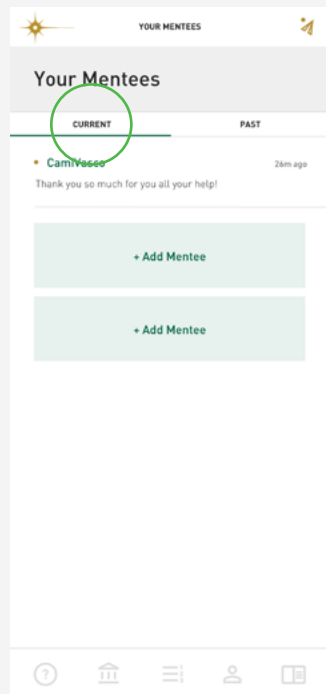 YOUR MENTEES
Your Mentees
CURRENT
PAST
CamiVasco
26m ago
Thank you so much for you all your help!
+ Add Mentee
+ Add Mentee
?